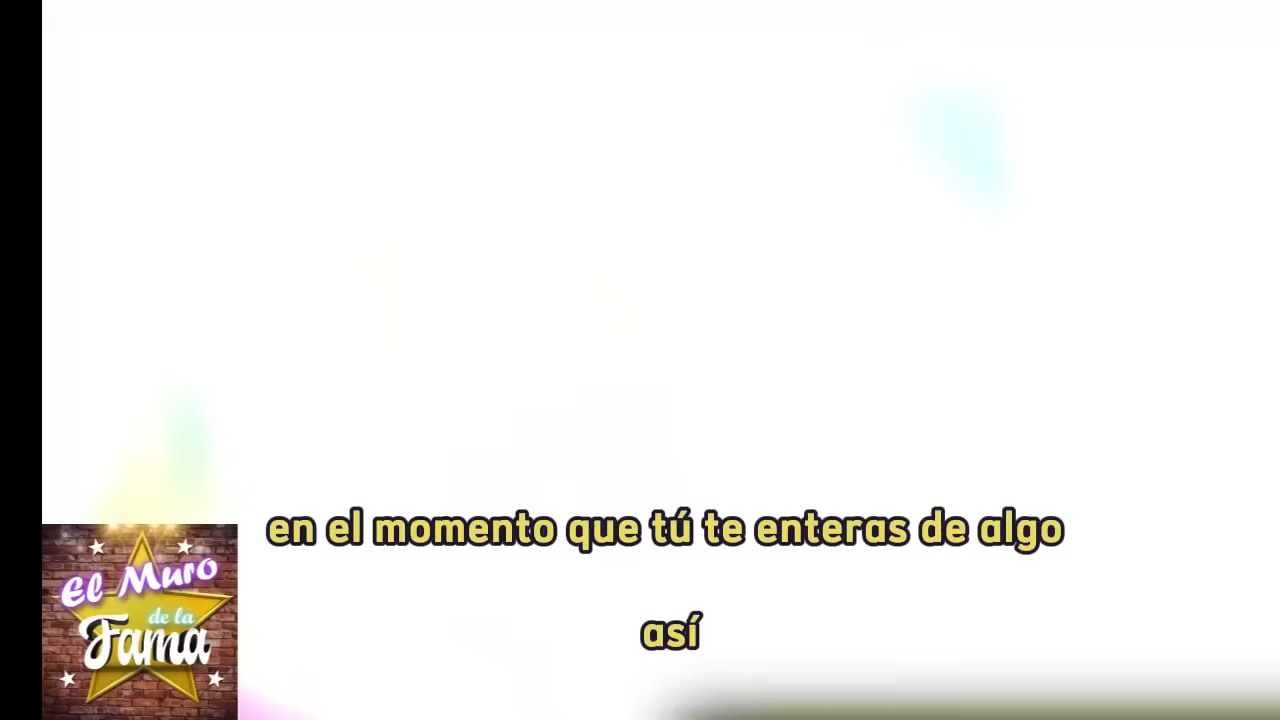 en el momento que tú te enteras de algo
así
El Muro
de la
Fama